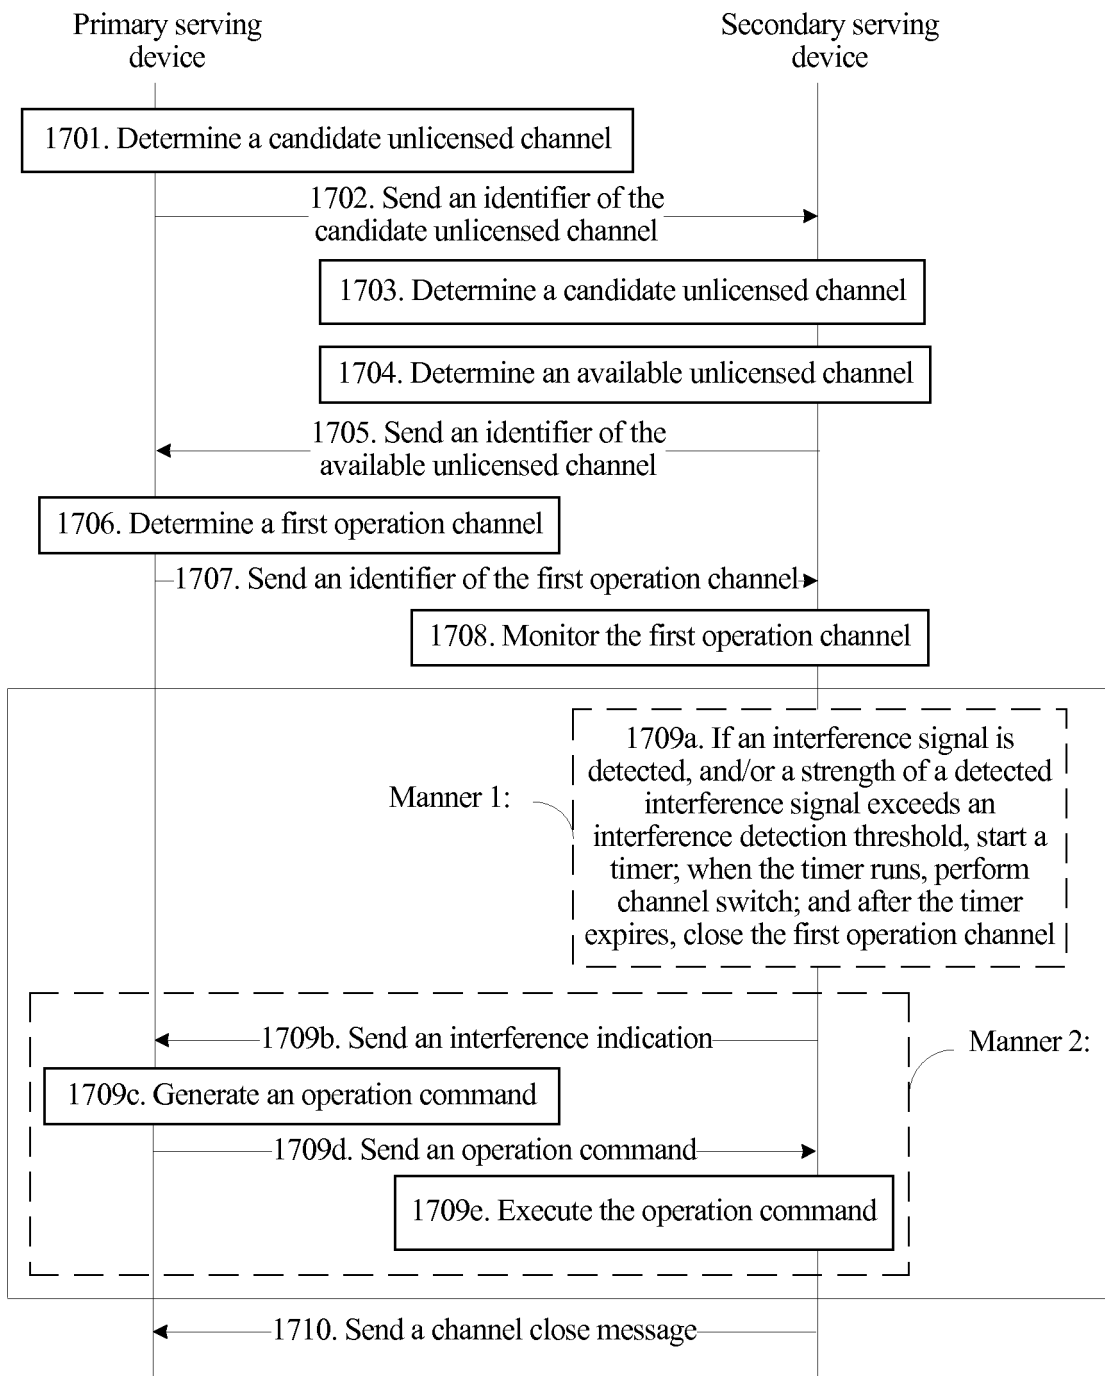 Primary serving
device
Secondary serving
device
1701. Determine a candidate unlicensed channel
1702. Send an identifier of the
candidate unlicensed channel
1703. Determine a candidate unlicensed channel
1704. Determine an available unlicensed channel
1705. Send an identifier of the
available unlicensed channel
1706. Determine a first operation channel
1707. Send an identifier of the first operation channel
1708. Monitor the first operation channel
Manner 1:
1709a. If an interference signal is
detected, and/or a strength of a detected
interference signal exceeds an
interference detection threshold, start a
timer; when the timer runs, perform
channel switch; and after the timer
expires, close the first operation channel
1709b. Send an interference indication
Manner 2:
1709c. Generate an operation command
1709d. Send an operation command
1709e. Execute the operation command
1710. Send a channel close message